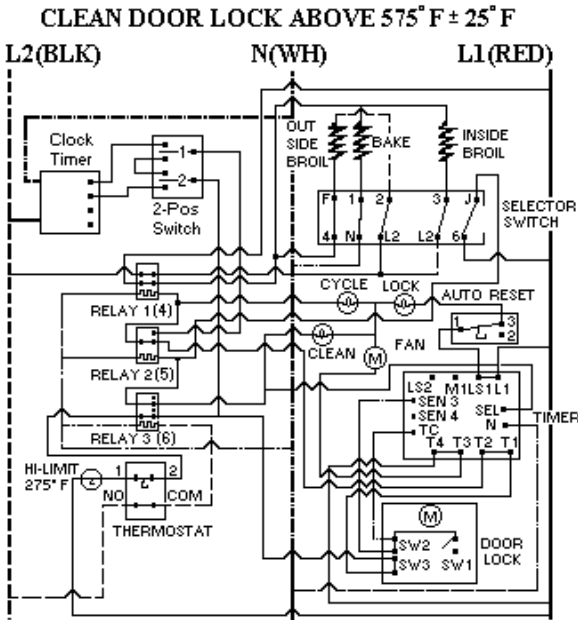 CLEAN DOOR LOCK ABOVE 575° F ± 25° F
L2(BLK) N(WH) L1(RED)
Clock
Timer
1
2
2-Pos
Switch
OUT
SIDE
BROIL
BAKE
INSIDE
BROIL
F 1 2 3 J
4 N L2 L2 6
SELECTOR
SWITCH
RELAY 1(4)
CYCLE LOCK
AUTO RESET
1 3
2
CLEAN
M
FAN
RELAY 2(5)
LS2 M1 LS1 L1
SEN 3
SEN 4
TC
SEL
N
T4 T3 T2 T1
TIMER
RELAY 3 (6)
HI-LIMIT
275° F
1 2
NO COM
THERMOSTAT
M
SW2
SW3 SW1
DOOR
LOCK